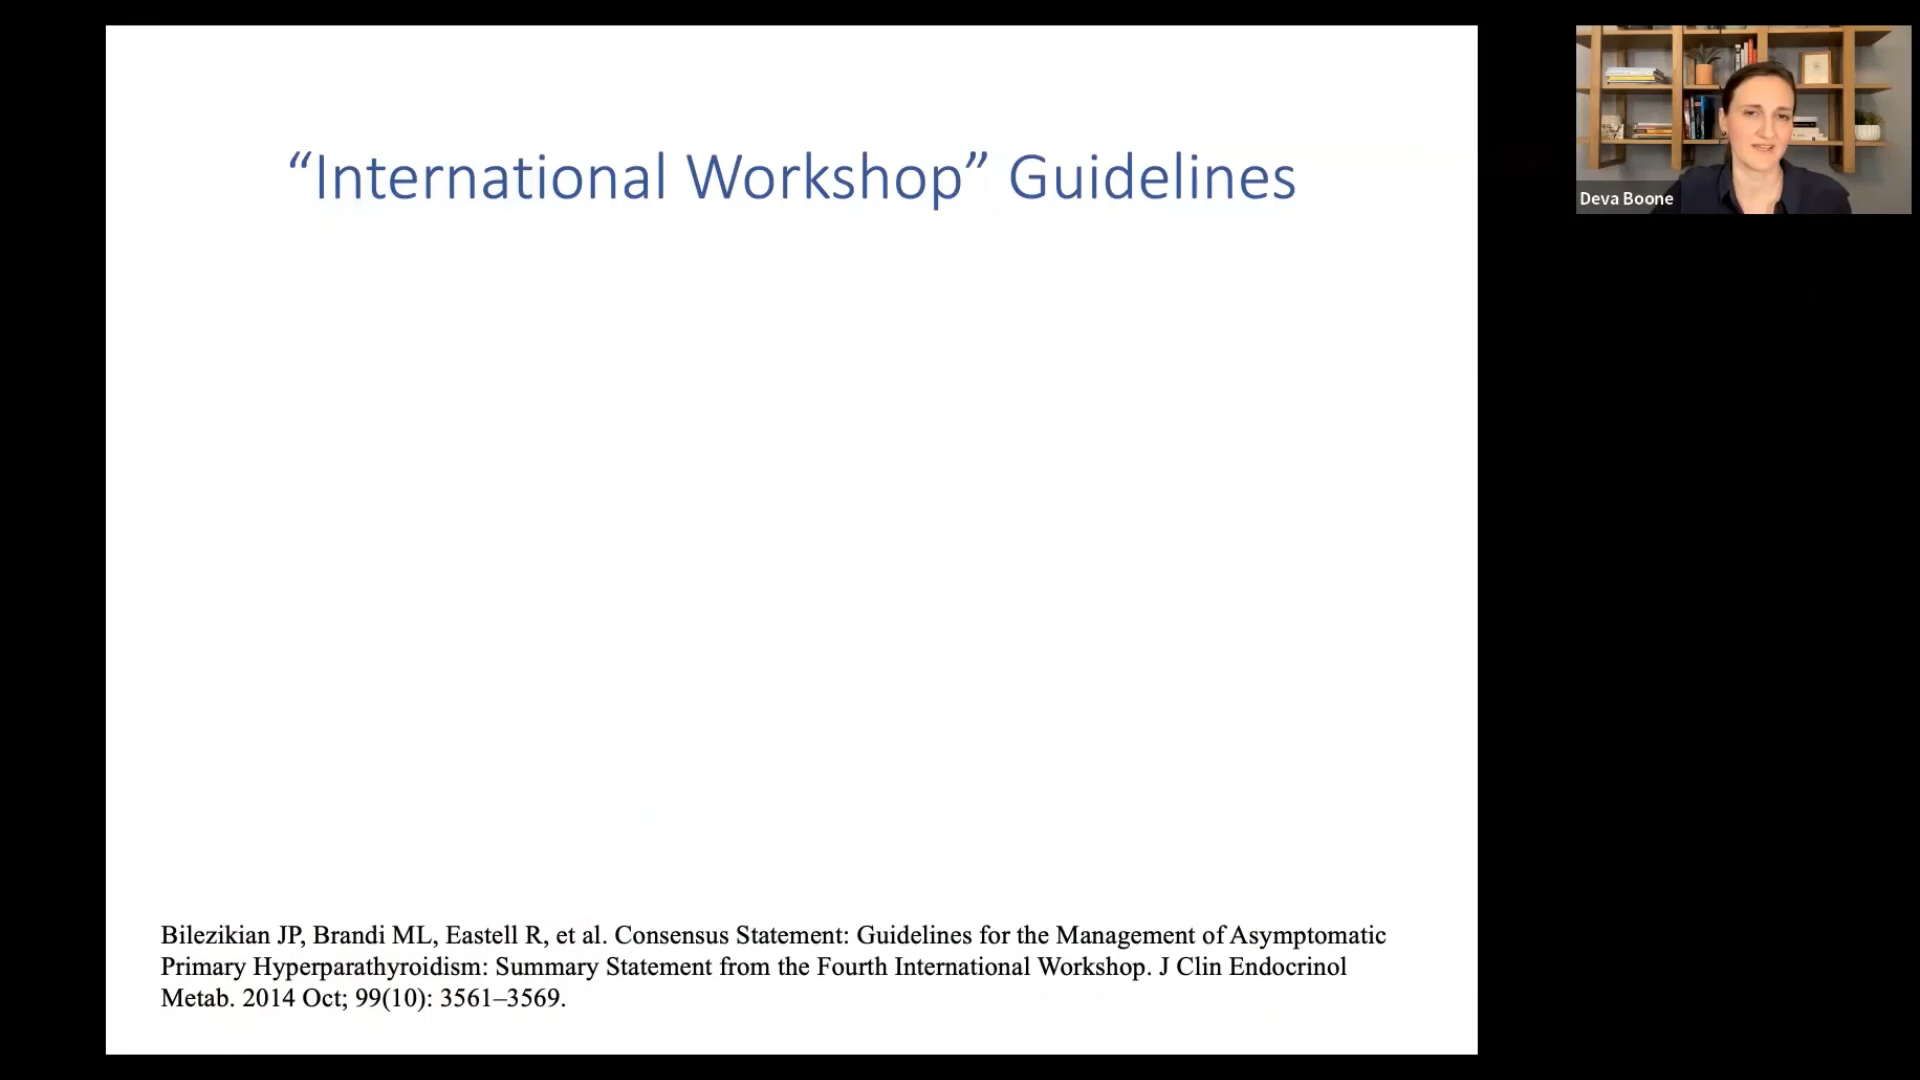 “International Workshop” Guidelines
Deva Boone
Bilezikian JP, Brandi ML, Eastell R, et al. Consensus Statement: Guidelines for the Management of Asymptomatic
Primary Hyperparathyroidism: Summary Statement from the Fourth International Workshop. J Clin Endocrinol
Metab. 2014 Oct; 99(10): 3561–3569.